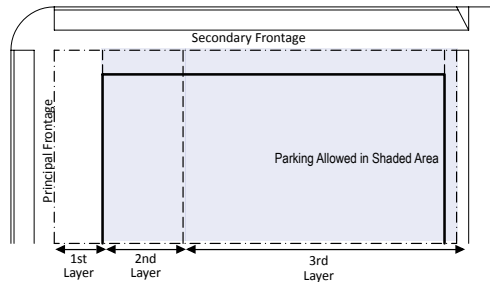 Secondary Frontage
Principal Frontage
Parking Allowed in Shaded Area
1st
Layer
2nd
Layer
3rd
Layer